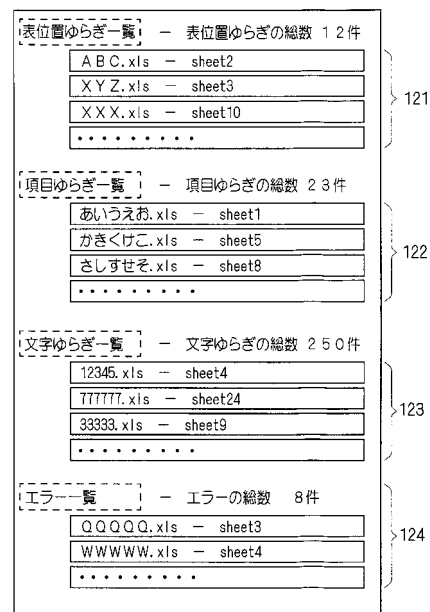 表位置ゆらぎ一覧 － 表位置ゆらぎの総数 １２件
ＡＢＣ.xls － sheet2
ＸＹＺ.xls － sheet3
ＸＸＸ.xls － sheet10
・・・・・・・・・
121
項目ゆらぎ一覧 － 項目ゆらぎの総数 ２３件
あいうえお.xls － sheet1
かきくけこ.xls － sheet5
さしすせそ.xls － sheet8
・・・・・・・・・
122
文字ゆらぎ一覧 － 文字ゆらぎの総数 ２５０件
12345.xls － sheet4
777777.xls － sheet24
33333.xls － sheet9
・・・・・・・・・
123
エラー一覧 － エラーの総数 8件
ＱＱＱＱＱ.xls － sheet3
ＷＷＷＷＷ.xls － sheet4
・・・・・・・・・
124